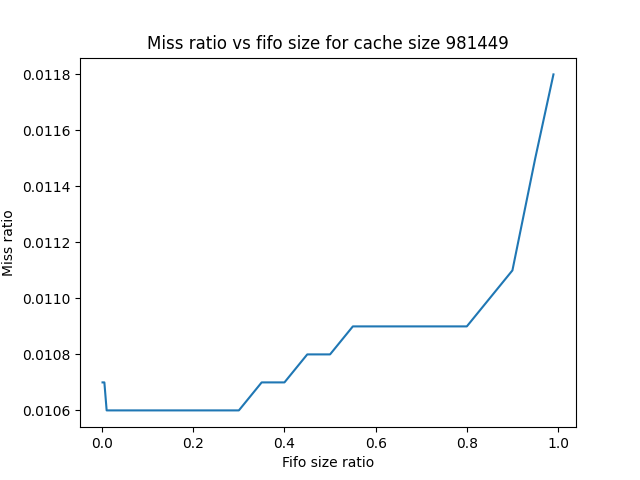 Miss ratio vs fifo size for cache size 981449
0.0118
0.0116
0.0114
0.0112
0.0110
0.0108
0.0106
Miss ratio
0.0 0.2 0.4 0.6 0.8 1.0
Fifo size ratio